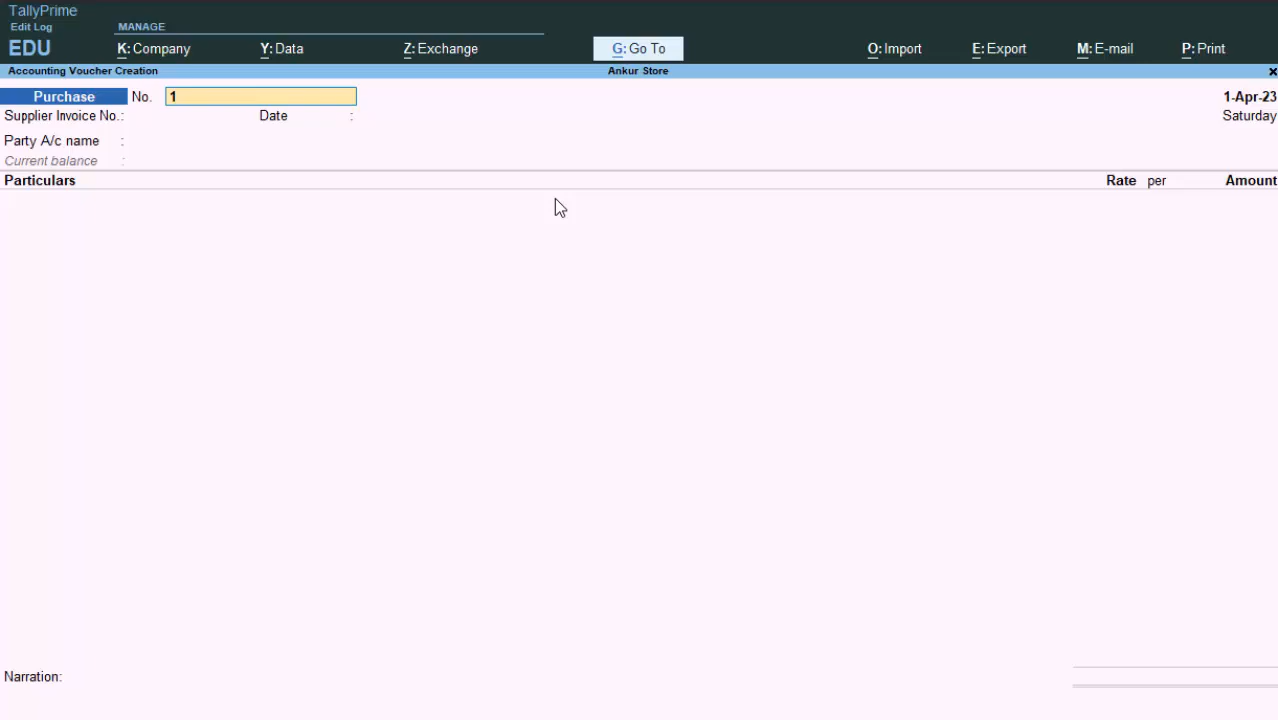 TallyPrime
Edit Log
MANAGE
EDU
K: Company Y: Data Z: Exchange G: Go To O: Import E: Export M: E-mail P: Print
Accounting Voucher Creation Ankur Store ×
Purchase No. 1 1-Apr-23
Supplier Invoice No.: Date : Saturday
Party A/c name :
Current balance :
Particulars Rate per Amount
Narration: